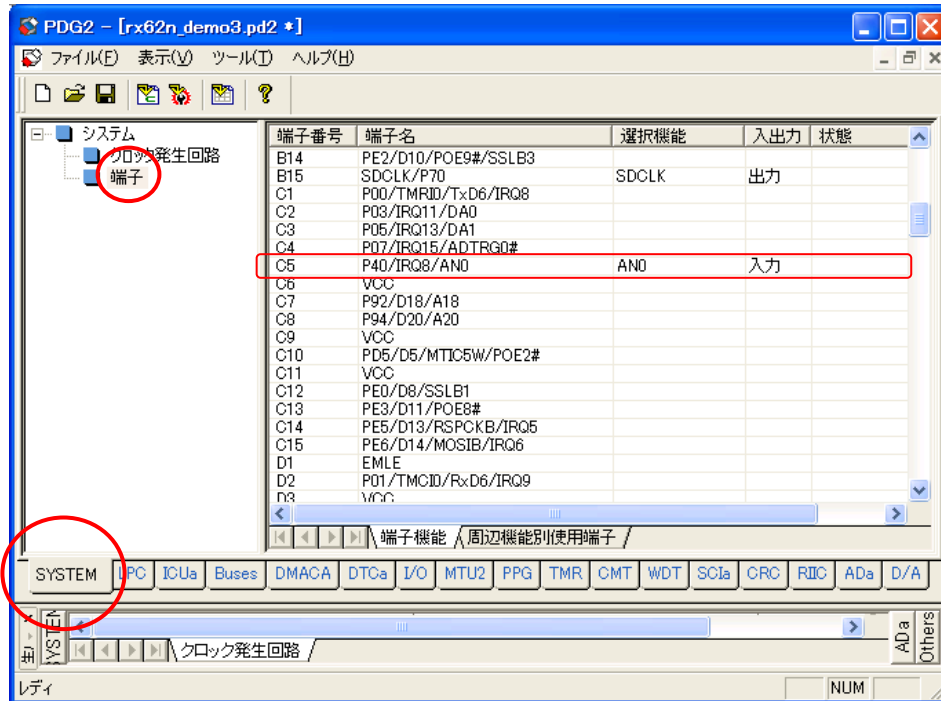 PDG2 - [rx62n_demo3.pd2 *]
ファイル(F) 表示(V) ツール(T) ヘルプ(H)
システム
クロック発生回路
端子
端子番号 端子名 選択機能 入出力 状態
B14 PE2/D10/POE9#/SSLB3
B15 SDCLK/P70 SDCLK 出力
C1 P00/TMRI0/TxD6/IRQ8
C2 P03/IRQ11/DA0
C3 P05/IRQ13/DA1
C4 P07/IRQ15/ADTRG0#
C5 P40/IRQ8/AN0 AN0 入力
C6 VCC
C7 P92/D18/A18
C8 P94/D20/A20
C9 VCC
C10 PD5/D5/MTIC5W/POE2#
C11 VCC
C12 PE0/D8/SSLB1
C13 PE3/D11/POE8#
C14 PE5/D13/RSPCKB/IRQ5
C15 PE6/D14/MOSIB/IRQ6
D1 EMLE
D2 P01/TMCI0/RxD6/IRQ9
D3 VCC
端子機能 周辺機能別使用端子
SYSTEM LPC ICUa Buses DMACA DTCa I/O MTU2 PPG TMR CMT WDT SCIa CRC RIIC ADa D/A
SYSTEM
クロック発生回路
ADa
Others
レディ NUM